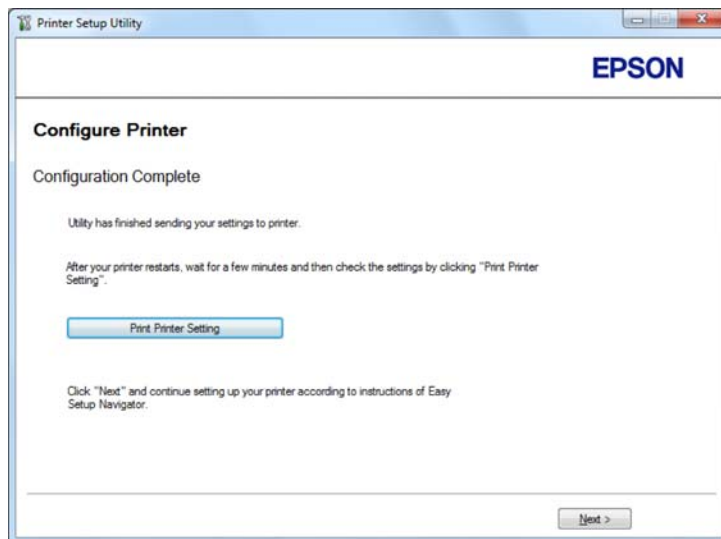 Printer Setup Utility
EPSON
Configure Printer
Configuration Complete
Utility has finished sending your settings to printer.
After your printer restarts, wait for a few minutes and then check the settings by clicking "Print Printer
Setting".
Print Printer Setting
Click "Next" and continue setting up your printer according to instructions of Easy
Setup Navigator.
Next >